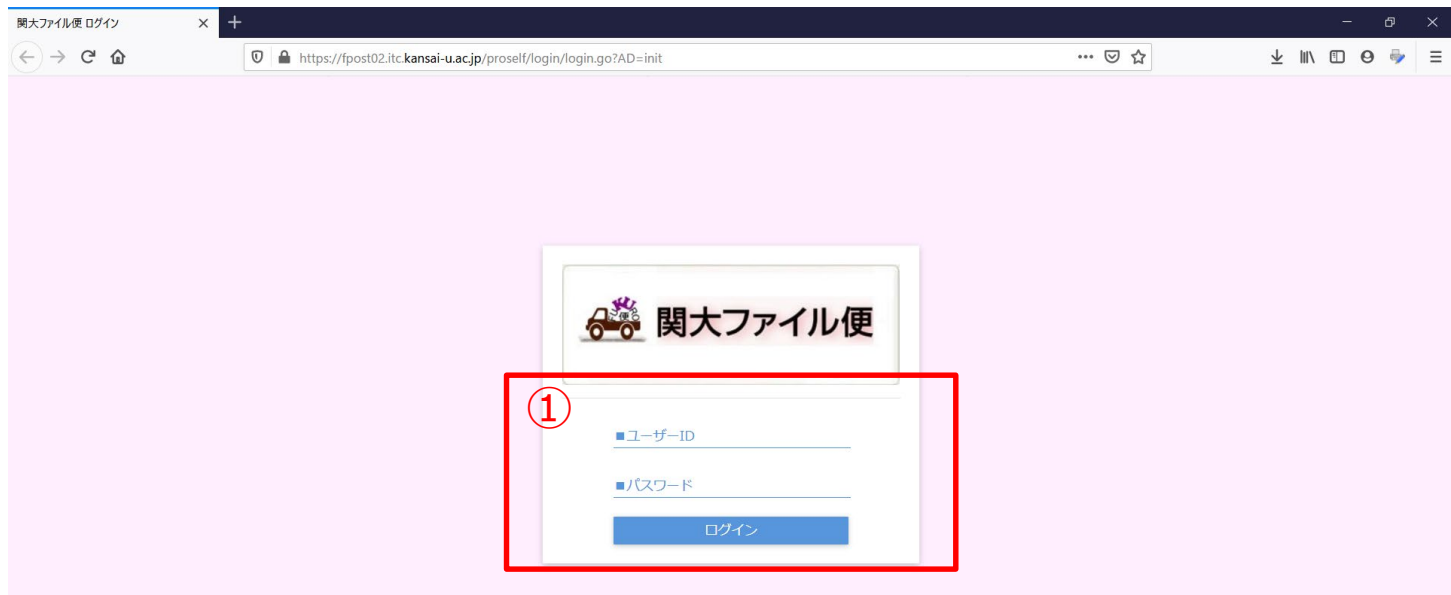 関大ファイル便 ログイン
https://fpost02.itc.kansai-u.ac.jp/proself/login/login.go?AD=init
関大ファイル便
①
■ユーザーID
■パスワード
ログイン